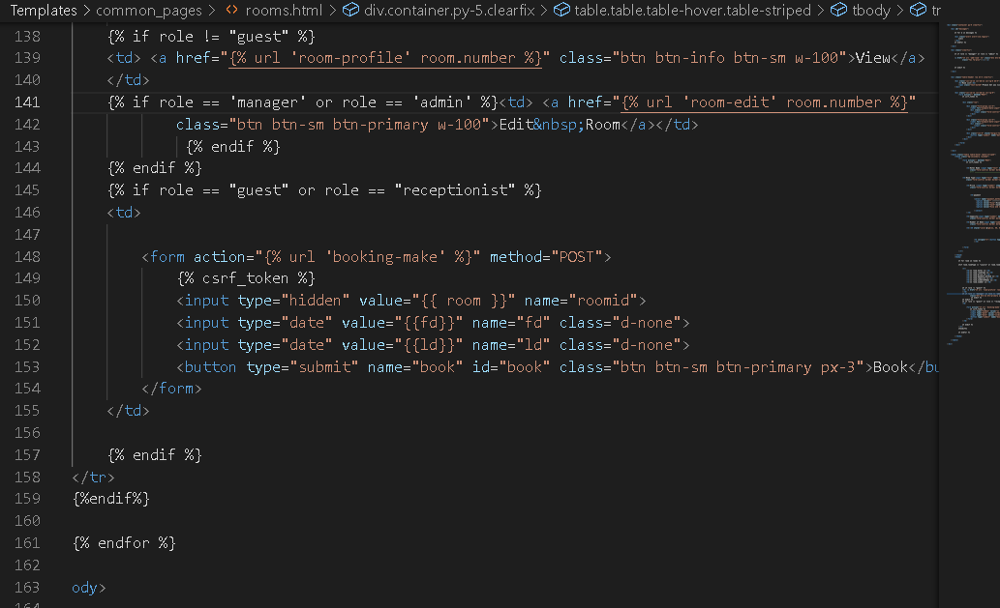 Templates > common_pages > <> rooms.html > div.container.py-5.clearfix > table.table.table-hover.table-striped > tbody > tr
138 {% if role != "guest" %}
139 <td> <a href="{% url 'room-profile' room.number %}" class="btn btn-info btn-sm w-100">View</a>
140 </td>
141 {% if role == 'manager' or role == 'admin' %}<td> <a href="{% url 'room-edit' room.number %}"
142 class="btn btn-sm btn-primary w-100">Edit&nbsp;Room</a></td>
143 {% endif %}
144 {% endif %}
145 {% if role == "guest" or role == "receptionist" %}
146 <td>
147
148 <form action="{% url 'booking-make' %}" method="POST">
149 {% csrf_token %}
150 <input type="hidden" value="{{ room }}" name="roomid">
151 <input type="date" value="{{fd}}" name="fd" class="d-none">
152 <input type="date" value="{{ld}}" name="ld" class="d-none">
153 <button type="submit" name="book" id="book" class="btn btn-sm btn-primary px-3">Book</bu
154 </form>
155 </td>
156
157 {% endif %}
158 </tr>
159 {%endif%}
160
161 {% endfor %}
162
163 ody>